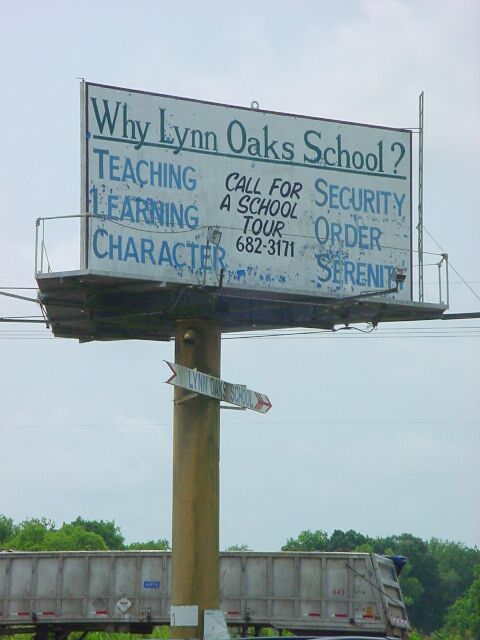 Why Lynn Oaks School?
Teaching
Learning
Character
CALL FOR
A SCHOOL
TOUR
682-3171
Security
Order
Serenity
LYNN OAKS SCHOOL
643